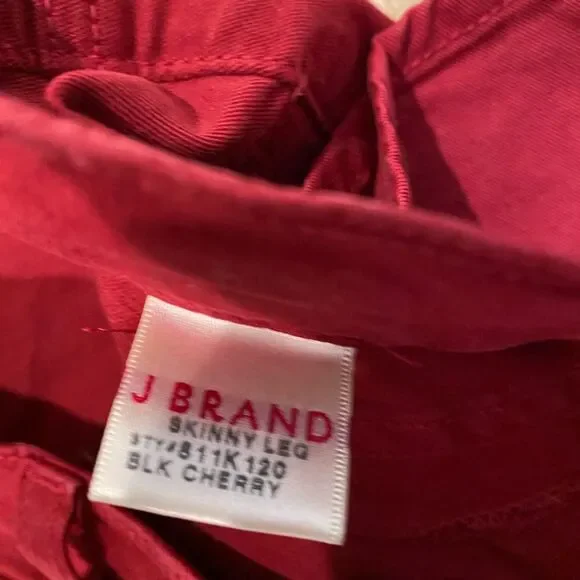 J BRAND
SKINNY LEG
STY#811K120
BLK CHERRY